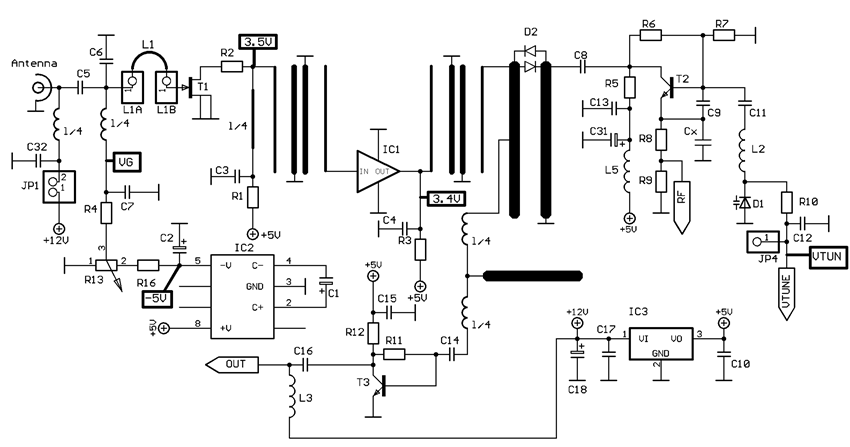 D2
R6
R7
3.5V
L1
C6
C8
R2
Antenna
T2
C5
1
1
T1
R5
L1A
L1B
C13
C9
C11
l/4
l/4
l/4
C31
Cx
IC1
R8
L2
C32
VG
C3
IN OUT
L5
R9
JP1
2
1
C7
R1
3.4V
RF
D1
R10
R4
C4
+5V
C12
+12V
C2
+5V
R3
l/4
JP4
1
VTUN
IC2
3
R13
1
2
R16
5
-V
C-
4
+5V
-5V
GND
3
C1
+5V
VTUNE
C+
2
C15
l/4
+12V
IC3
+5V
+5V
8
+V
R12
C17
1
VI
VO
3
R11
C14
GND
OUT
C16
2
C10
T3
C18
L3